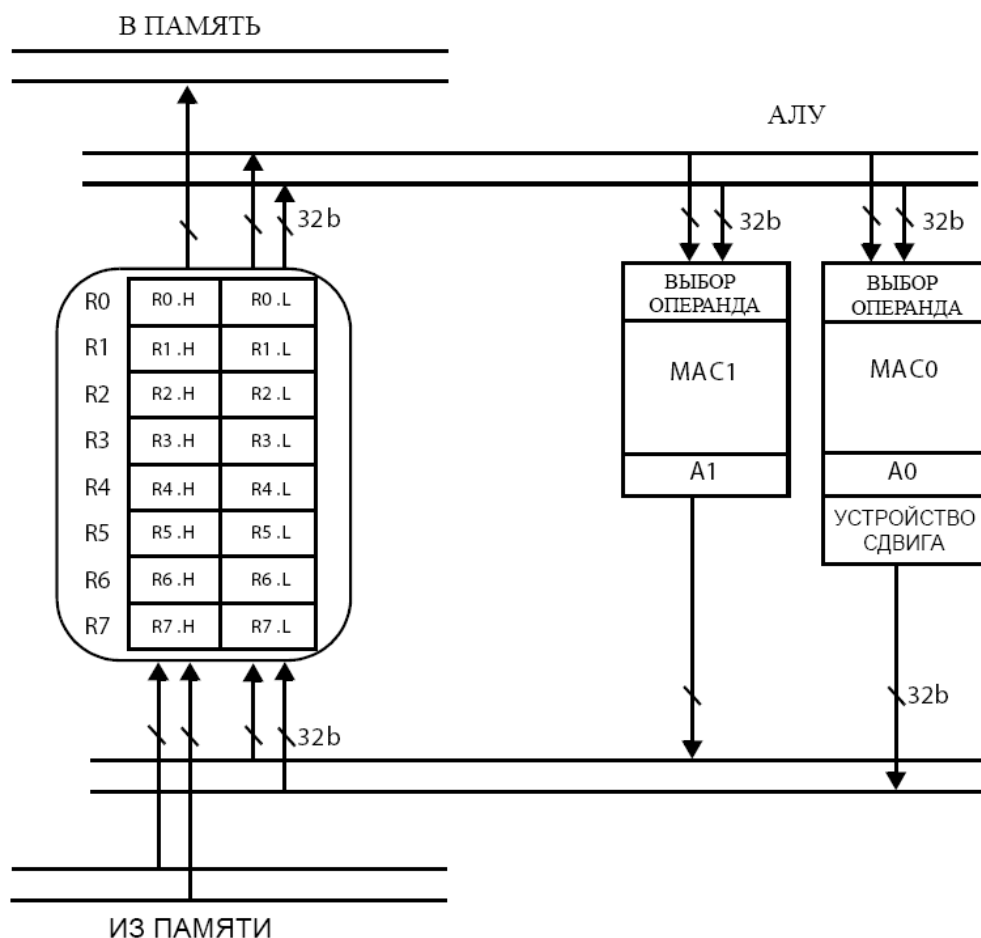 В ПАМЯТЬ
АЛУ
32b
32b
32b
R0 R0.H R0.L
R1 R1.H R1.L
R2 R2.H R2.L
R3 R3.H R3.L
R4 R4.H R4.L
R5 R5.H R5.L
R6 R6.H R6.L
R7 R7.H R7.L
ВЫБОР
ОПЕРАНДА
MAC1
A1
ВЫБОР
ОПЕРАНДА
MAC0
A0
УСТРОЙСТВО
СДВИГА
32b
32b
ИЗ ПАМЯТИ